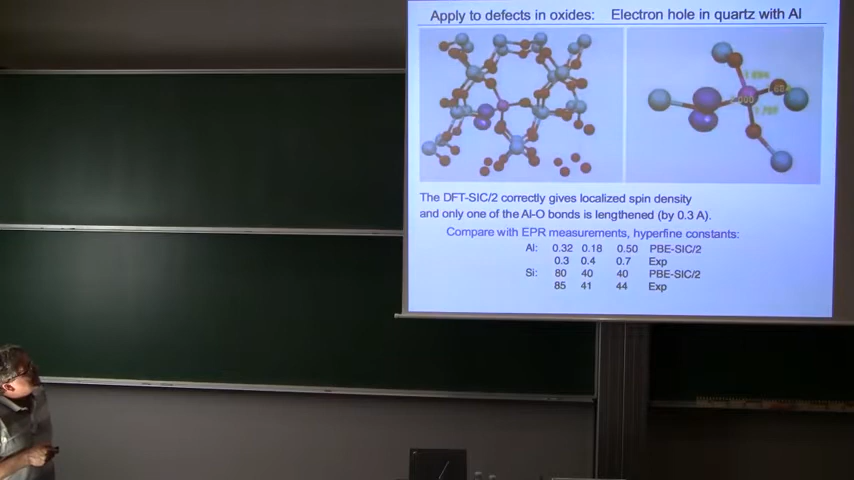 Apply to defects in oxides: Electron hole in quartz with Al
The DFT-SIC/2 correctly gives localized spin density
and only one of the Al-O bonds is lengthened (by 0.3 A).
Compare with EPR measurements, hyperfine constants:
Al: 0.32 0.18 0.50 PBE-SIC/2
0.3 0.4 0.7 Exp
Si: 80 40 40 PBE-SIC/2
85 41 44 Exp